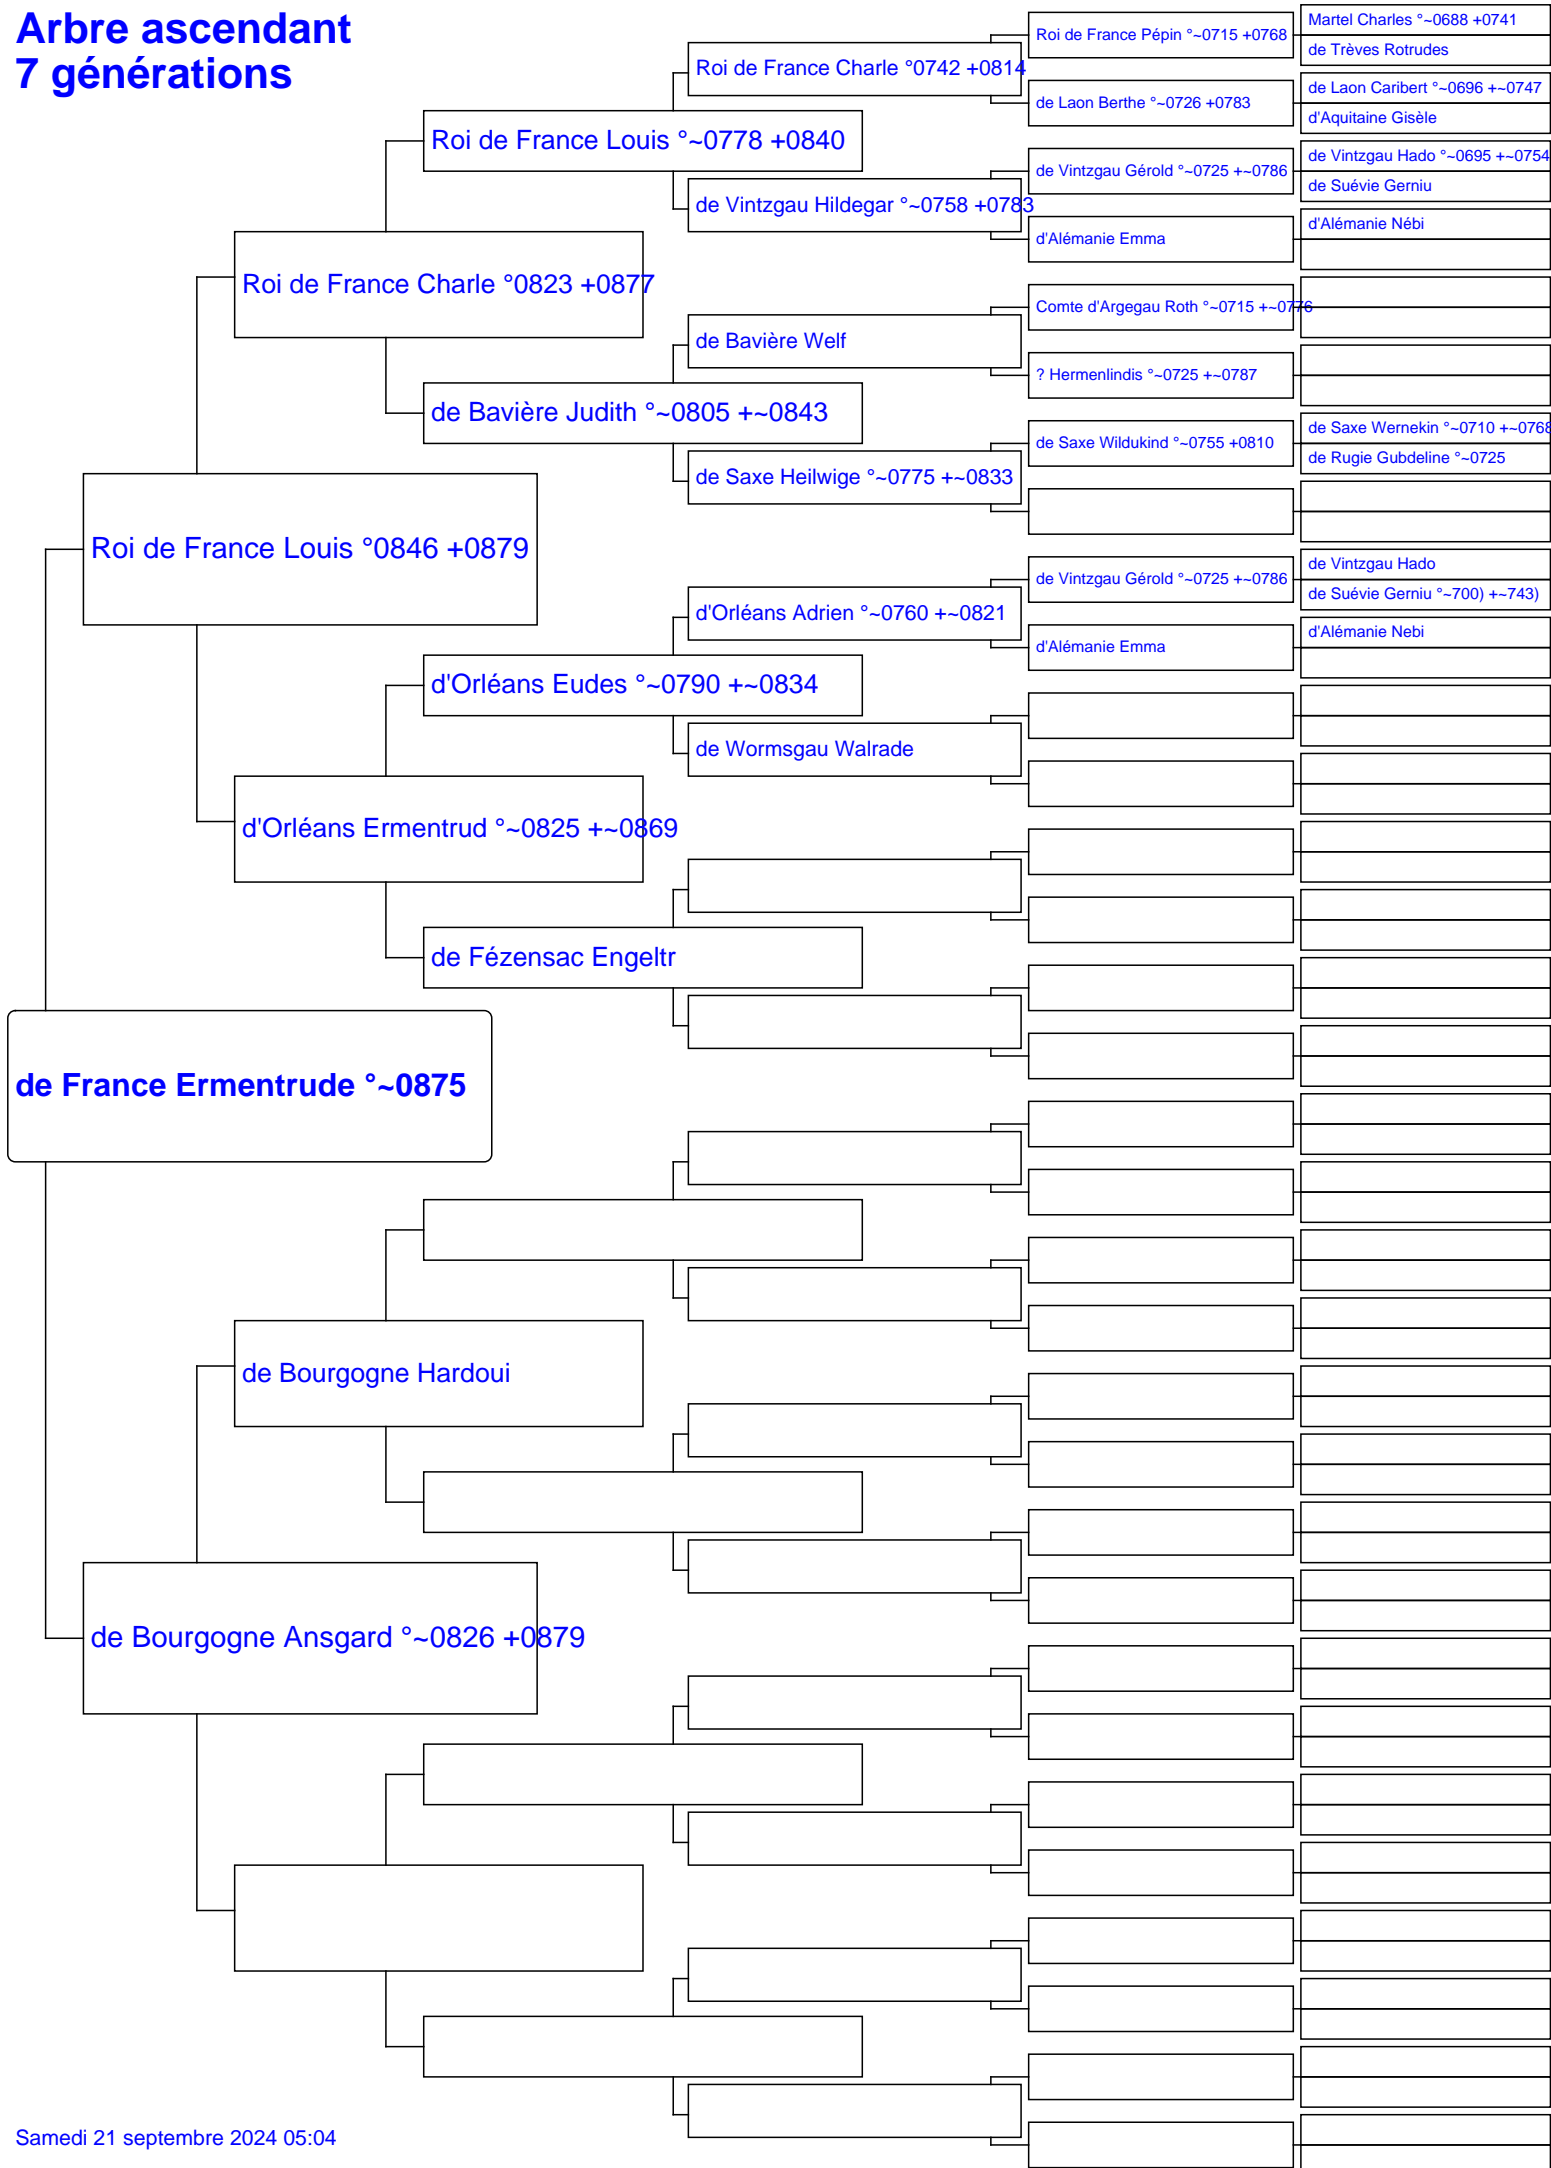 Arbre ascendant
7 générations
Martel Charles °~0688 +0741
Roi de France Pépin °~0715 +0768
de Trèves Rotrudes
Roi de France Charle °0742 +0814
de Laon Caribert °~0696 +~0747
de Laon Berthe °~0726 +0783
d'Aquitaine Gisèle
Roi de France Louis °~0778 +0840
de Vintzgau Hado °~0695 +~0754
de Vintzgau Gérold °~0725 +~0786
de Suévie Gerniu
de Vintzgau Hildegar °~0758 +0783
d'Alémanie Nébi
d'Alémanie Emma
Roi de France Charle °0823 +0877
Comte d'Argegau Roth °~0715 +~0776
de Bavière Welf
? Hermenlindis °~0725 +~0787
de Bavière Judith °~0805 +~0843
de Saxe Wernekin °~0710 +~0768
de Saxe Wildukind °~0755 +0810
de Rugie Gubdeline °~0725
de Saxe Heilwige °~0775 +~0833
Roi de France Louis °0846 +0879
de Vintzgau Hado
de Vintzgau Gérold °~0725 +~0786
de Suévie Gerniu °~700) +~743)
d'Orléans Adrien °~0760 +~0821
d'Alémanie Nebi
d'Alémanie Emma
d'Orléans Eudes °~0790 +~0834
de Wormsgau Walrade
d'Orléans Ermentrud °~0825 +~0869
de Fézensac Engeltr
de France Ermentrude °~0875
de Bourgogne Hardoui
de Bourgogne Ansgard °~0826 +0879
Samedi 21 septembre 2024 05:04